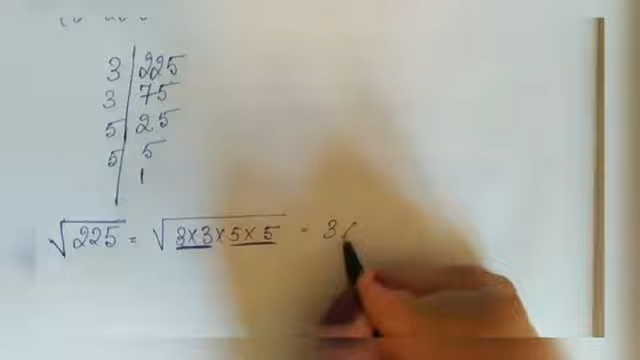 3 | 225
3 | 75
5 | 25
5 | 5
1
√225 = √3×3×5×5 = 3